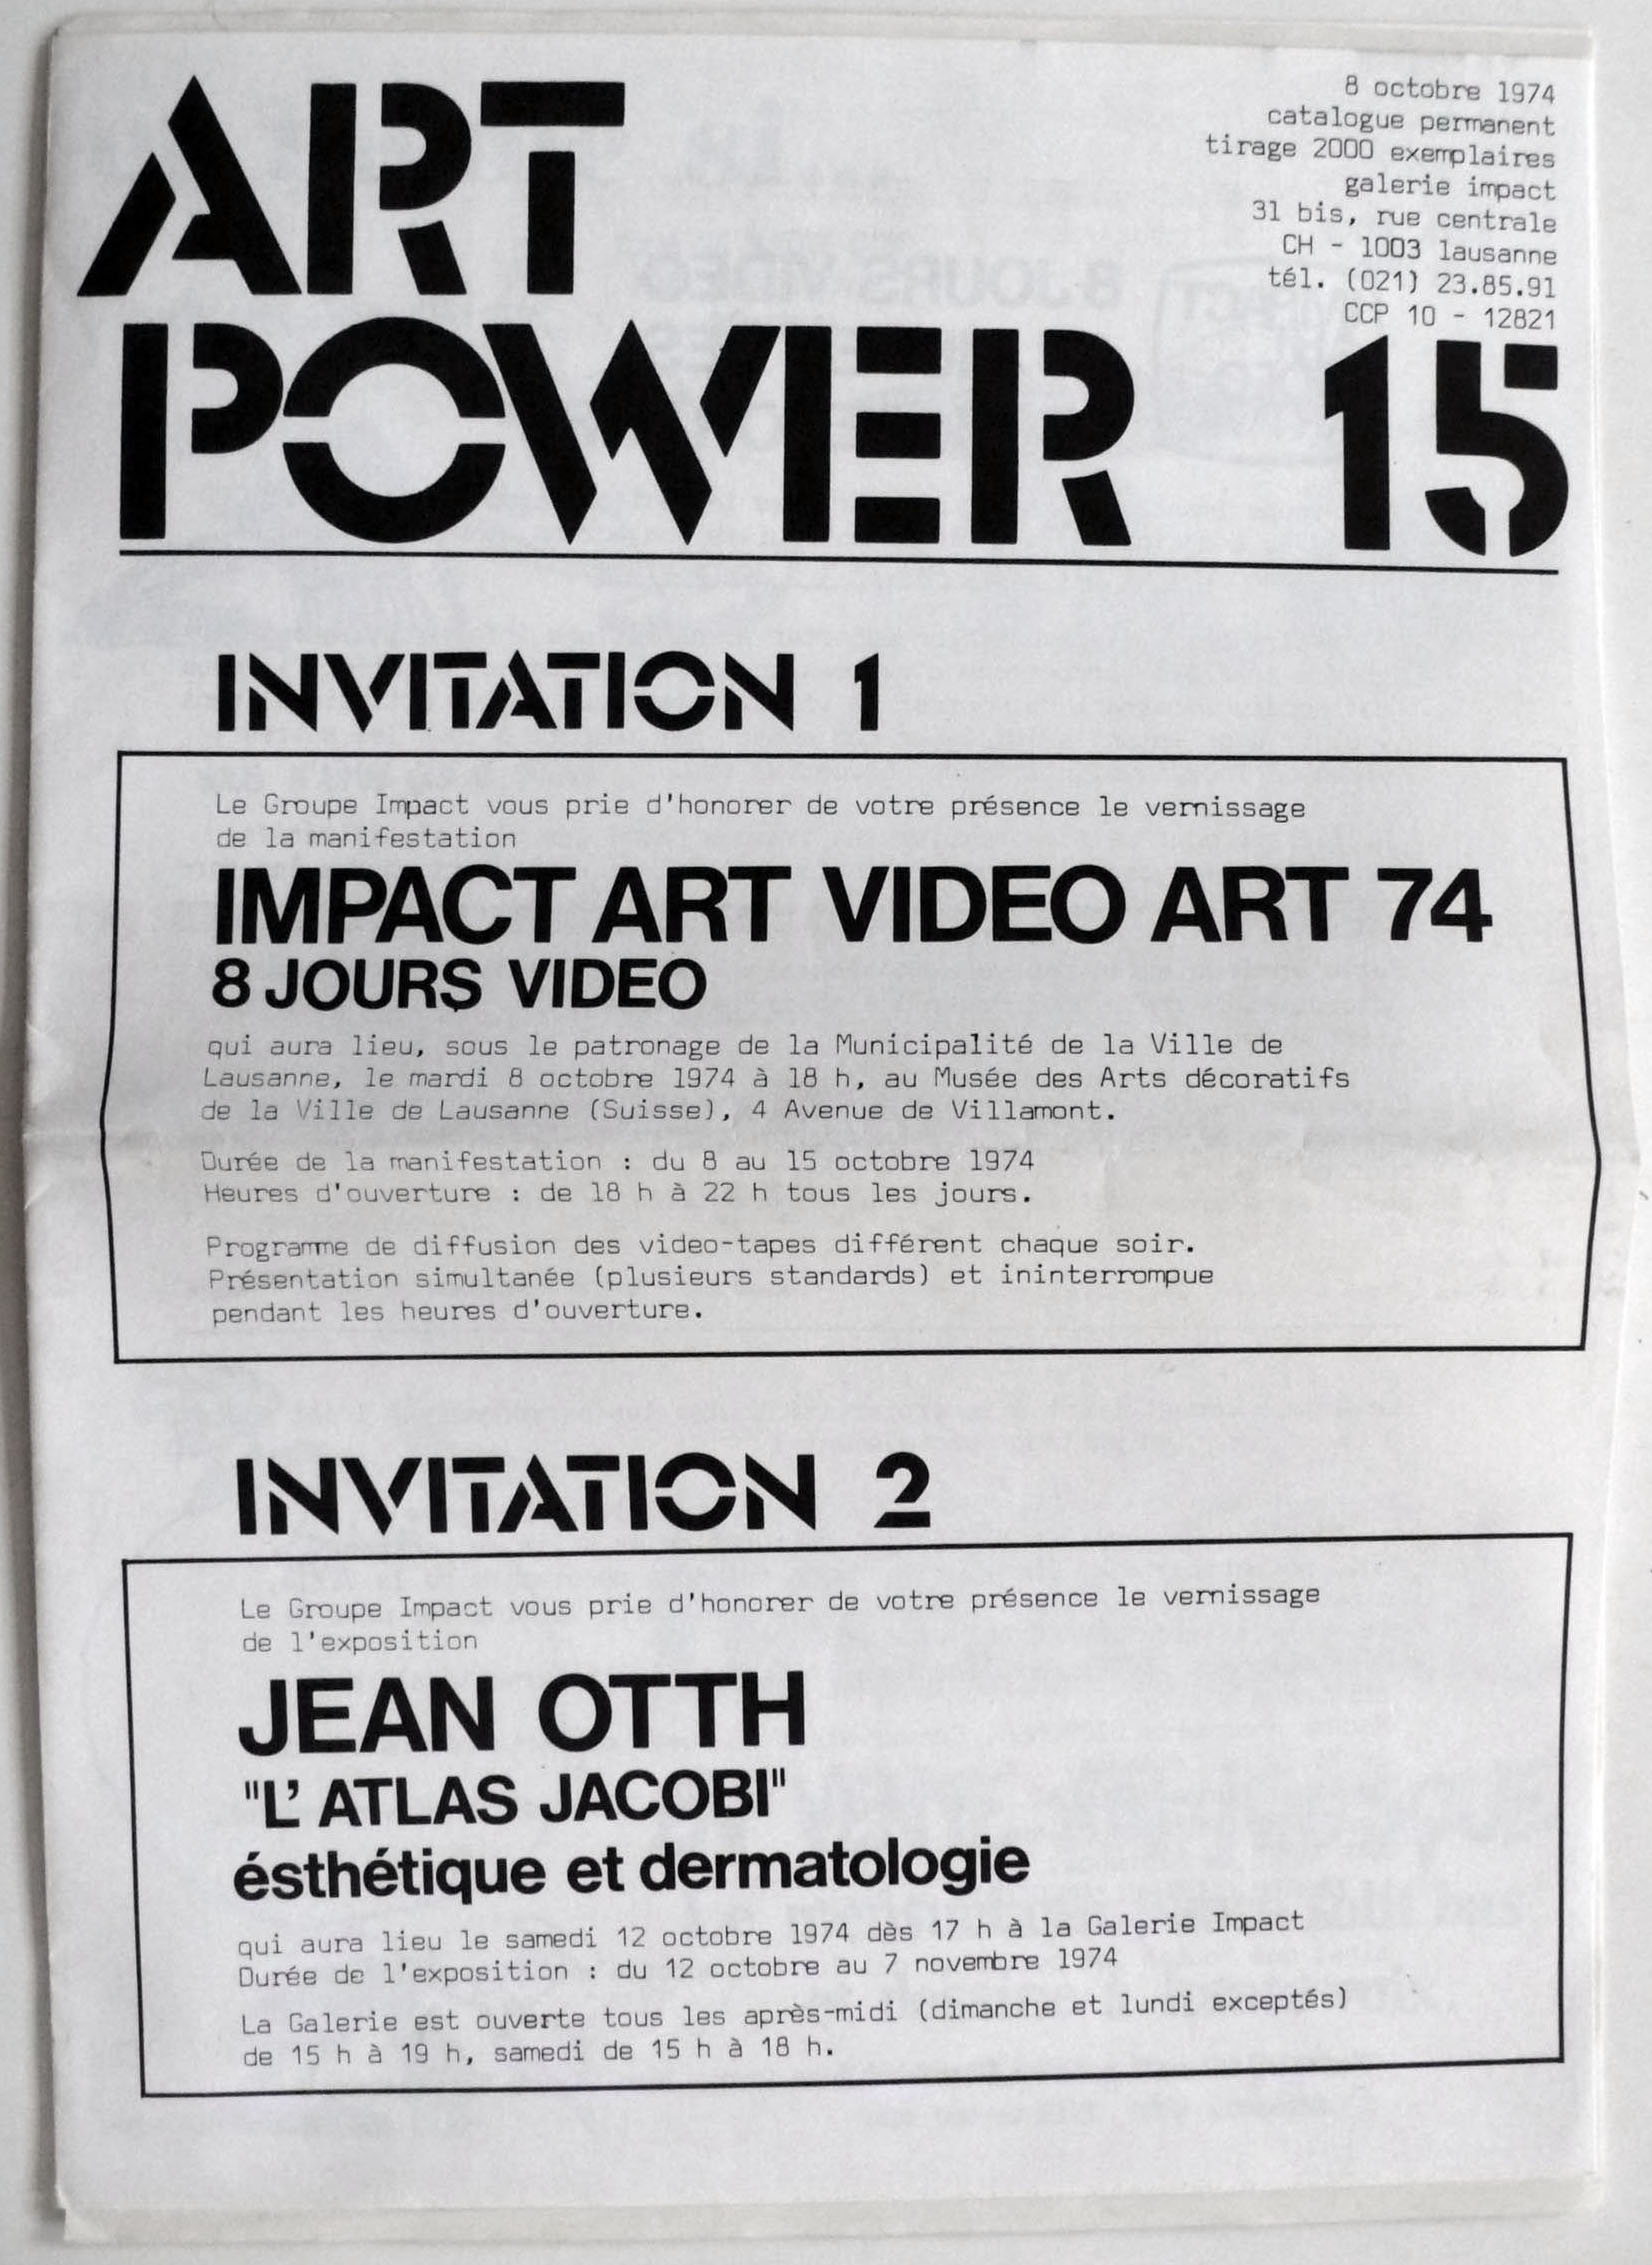 ART
8 octobre 1974
catalogue permanent
tirage 2000 exemplaires
galerie impact
31 bis, rue centrale
CH - 1003 lausanne
tél. (021) 23.85.91
CCP 10 - 12821
POWER 15
INVITATION 1
Le Groupe Impact vous prie d'honorer de votre présence le vernissage
de la manifestation
IMPACT ART VIDEO ART 74
8 JOURS VIDEO
qui aura lieu, sous le patronage de la Municipalité de la Ville de
Lausanne, le mardi 8 octobre 1974 à 18 h, au Musée des Arts décoratifs
de la Ville de Lausanne (Suisse), 4 Avenue de Villamont.
Durée de la manifestation : du 8 au 15 octobre 1974
Heures d'ouverture : de 18 h à 22 h tous les jours.
Programme de diffusion des video-tapes différent chaque soir.
Présentation simultanée (plusieurs standards) et ininterrompue
pendant les heures d'ouverture.
INVITATION 2
Le Groupe Impact vous prie d'honorer de votre présence le vernissage
de l'exposition
JEAN OTTH
"L' ATLAS JACOBI"
ésthétique et dermatologie
qui aura lieu le samedi 12 octobre 1974 dès 17 h à la Galerie Impact
Durée de l'exposition : du 12 octobre au 7 novembre 1974
La Galerie est ouverte tous les après-midi (dimanche et lundi exceptés)
de 15 h à 19 h, samedi de 15 h à 18 h.